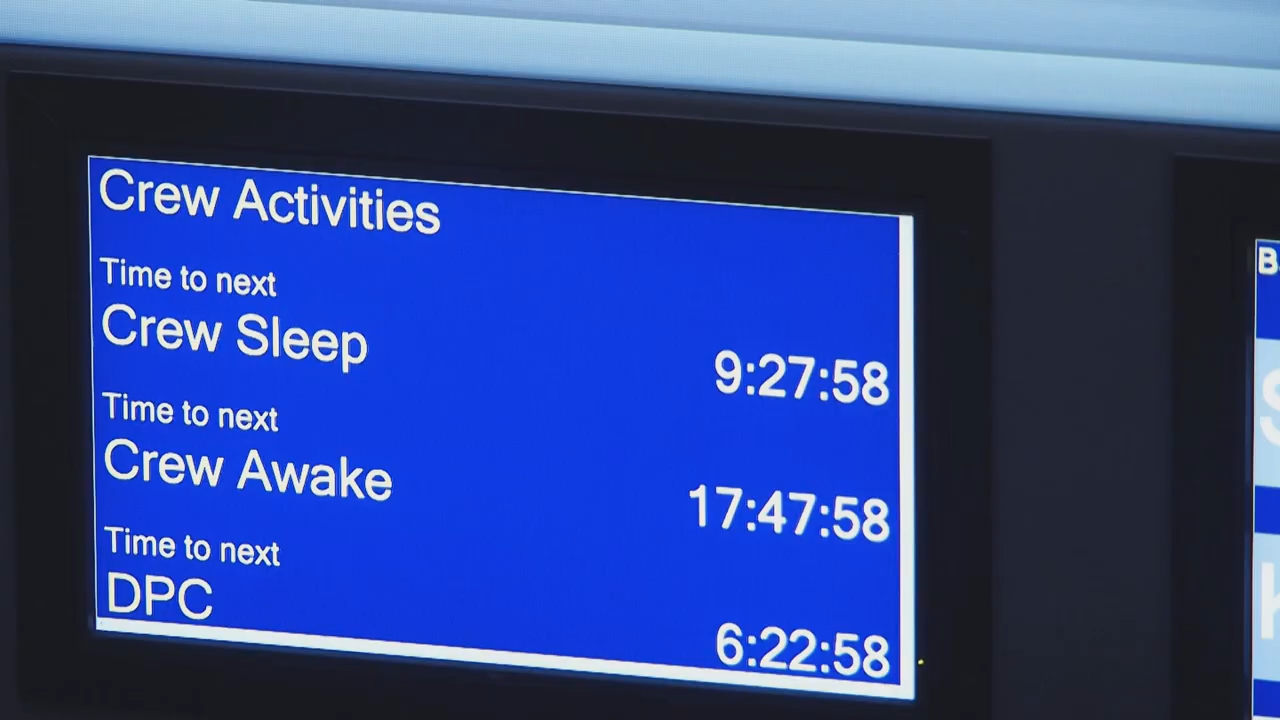 Crew Activities
Time to next
Crew Sleep 9:27:58
Time to next
Crew Awake 17:47:58
Time to next
DPC 6:22:58
B